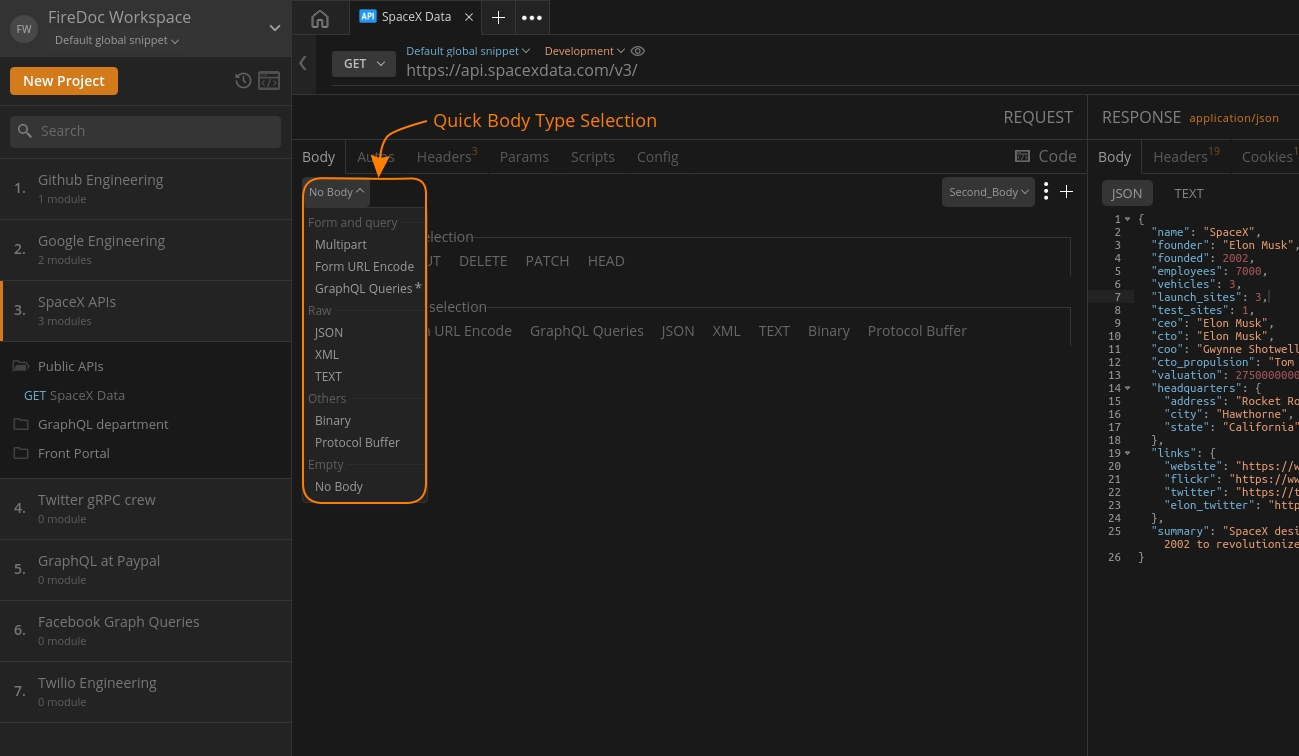 FW
FireDoc Workspace
Default global snippet
New Project
Search
1. Github Engineering
1 module
2. Google Engineering
2 modules
3. SpaceX APIs
3 modules
Public APIs
GET SpaceX Data
GraphQL department
Front Portal
4. Twitter gRPC crew
0 module
5. GraphQL at Paypal
0 module
6. Facebook Graph Queries
0 module
7. Twilio Engineering
0 module
API SpaceX Data
GET
Default global snippet Development
https://api.spacexdata.com/v3/
Quick Body Type Selection
REQUEST
Body Headers 3 Params Scripts Config Code
No Body
Second_Body
Form and query
Multipart
Form URL Encode
GraphQL Queries *
Raw
JSON
XML
TEXT
Others
Binary
Protocol Buffer
Empty
No Body
DELETE PATCH HEAD
selection
URL Encode GraphQL Queries JSON XML TEXT Binary Protocol Buffer
RESPONSE application/json
Body Headers 19 Cookies 1
JSON TEXT
1 {
2 "name": "SpaceX",
3 "founder": "Elon Musk",
4 "founded": 2002,
5 "employees": 7000,
6 "vehicles": 3,
7 "launch_sites": 3,
8 "test_sites": 1,
9 "ceo": "Elon Musk",
10 "cto": "Elon Musk",
11 "coo": "Gwynne Shotwell
12 "cto_propulsion": "Tom
13 "valuation": 2750000000
14 "headquarters": {
15 "address": "Rocket Ro
16 "city": "Hawthorne",
17 "state": "California"
18 },
19 "links": {
20 "website": "https://w
21 "flickr": "https://ww
22 "twitter": "https://t
23 "elon_twitter": "http
24 },
25 "summary": "SpaceX desi
2002 to revolutionize
26 }